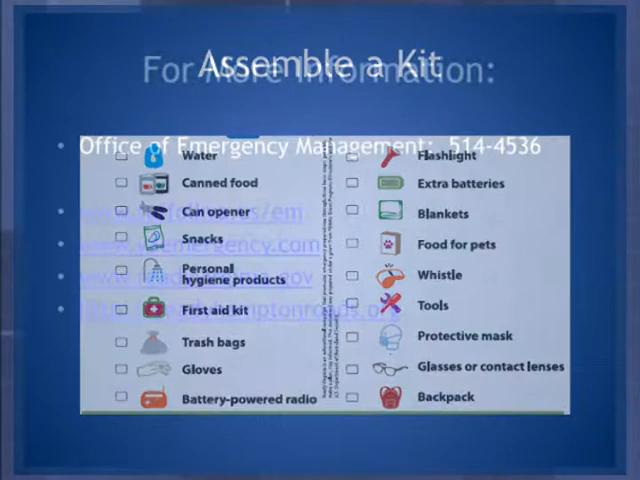 Assemble a Kit
For More Information:
Office of Emergency Management: 514-4536
Water
Canned food
Can opener
Snacks
Personal
hygiene products
First aid kit
Trash bags
Gloves
Battery-powered radio
Flashlight
Extra batteries
Blankets
Food for pets
Whistle
Tools
Protective mask
Glasses or contact lenses
Backpack